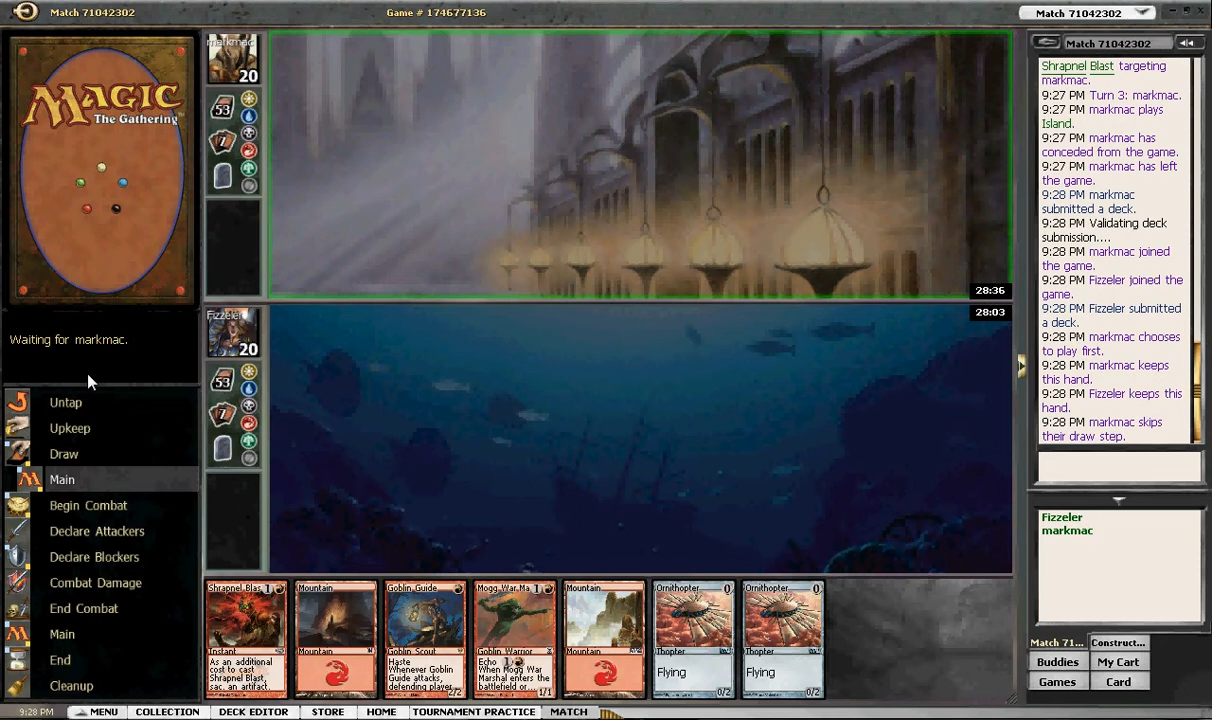 Match 71042302
Game # 174677136
Match 71042302
MAGIC
The Gathering
Waiting for markmac.
Untap
Upkeep
Draw
Main
Begin Combat
Declare Attackers
Declare Blockers
Combat Damage
End Combat
Main
End
Cleanup
markmac
20
53
7
28:36
Fizzeler
20
53
7
28:03
Shrapnel Blas 1
Instant
As an additional
cost to cast
Shrapnel Blast,
sac. an artifact.
Mountain
Mountain
Goblin Guide
Goblin Scout
Haste
Whenever Goblin
Guide attacks,
defending player
2/2
Mogg War Ma 1
Goblin Warrior
Echo 1
When Mogg War
Marshal enters the
battlefield or...
1/1
Mountain
Mountain
Ornithopter 0
Thopter
Flying
0/2
Ornithopter 0
Thopter
Flying
0/2
Match 71042302
Shrapnel Blast targeting
markmac.
9:27 PM Turn 3: markmac.
9:27 PM markmac plays
Island.
9:27 PM markmac has
conceded from the game.
9:27 PM markmac has left
the game.
9:28 PM markmac
submitted a deck.
9:28 PM Validating deck
submission....
9:28 PM markmac joined
the game.
9:28 PM Fizzeler joined the
game.
9:28 PM Fizzeler submitted
a deck.
9:28 PM markmac chooses
to play first.
9:28 PM markmac keeps
this hand.
9:28 PM Fizzeler keeps this
hand.
9:28 PM markmac skips
their draw step.
Fizzeler
markmac
Match 71...
Construct...
Buddies
My Cart
Games
Card
9:28 PM
MENU
COLLECTION
DECK EDITOR
STORE
HOME
TOURNAMENT PRACTICE
MATCH